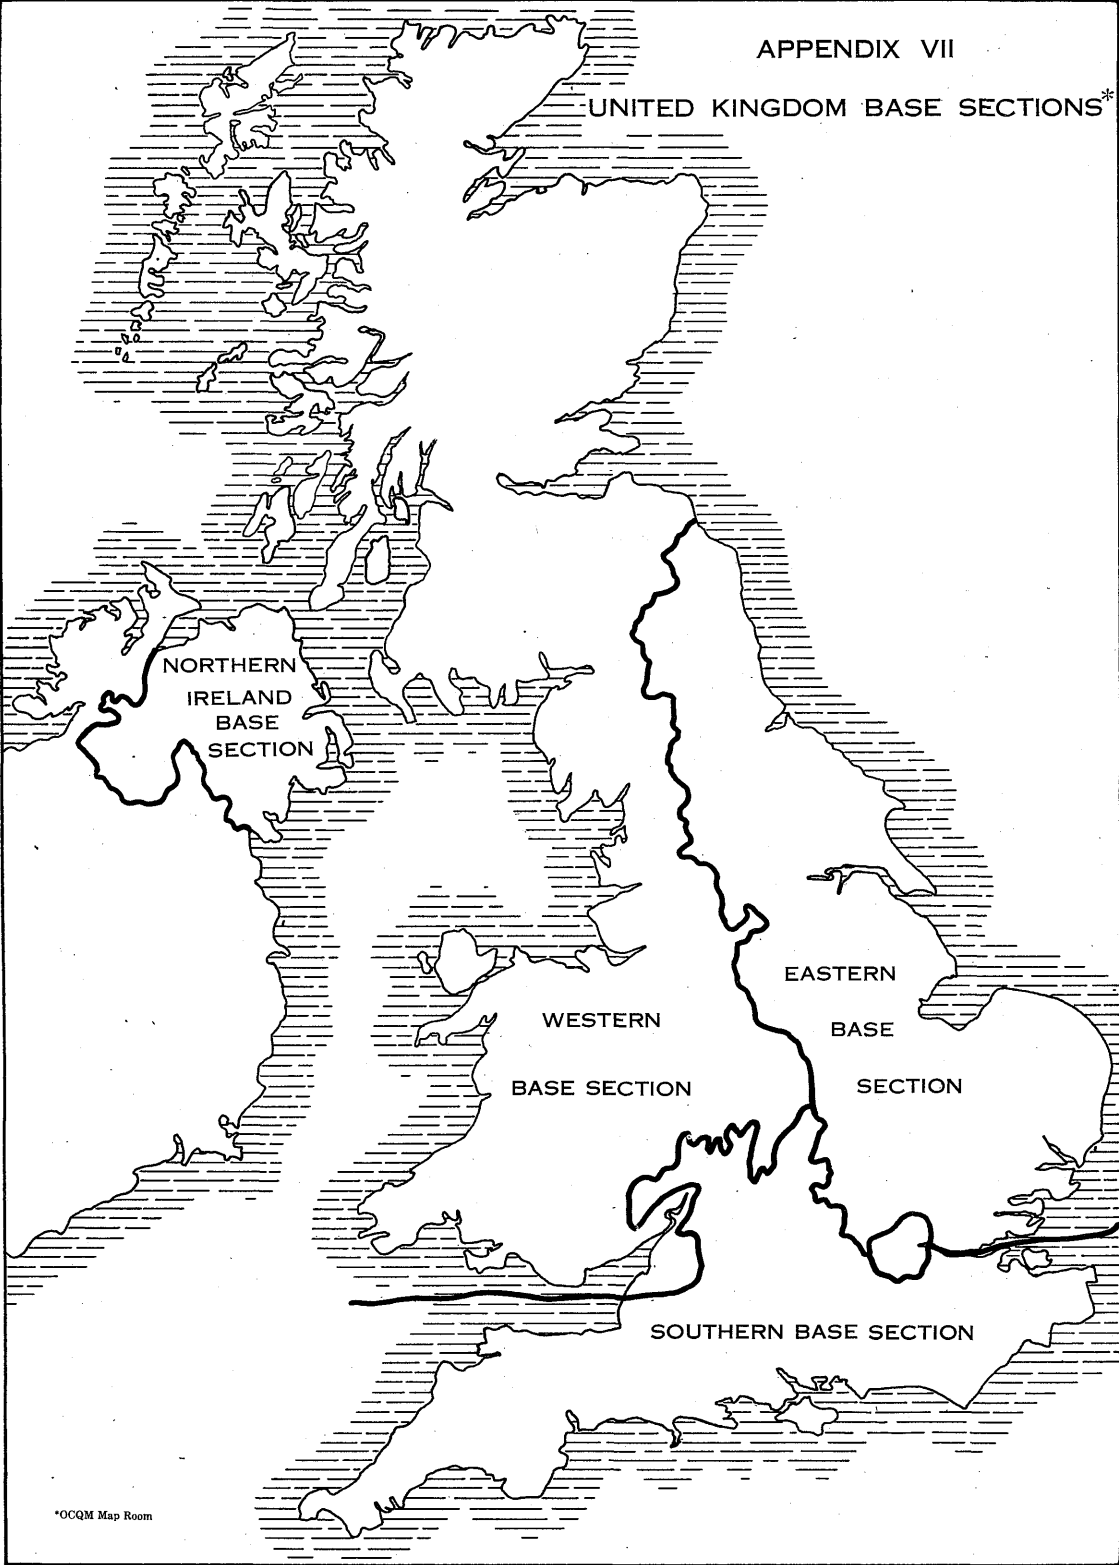 APPENDIX VII
UNITED KINGDOM BASE SECTIONS*
NORTHERN
IRELAND
BASE
SECTION
EASTERN
BASE
SECTION
WESTERN
BASE SECTION
SOUTHERN BASE SECTION
*OCQM Map Room